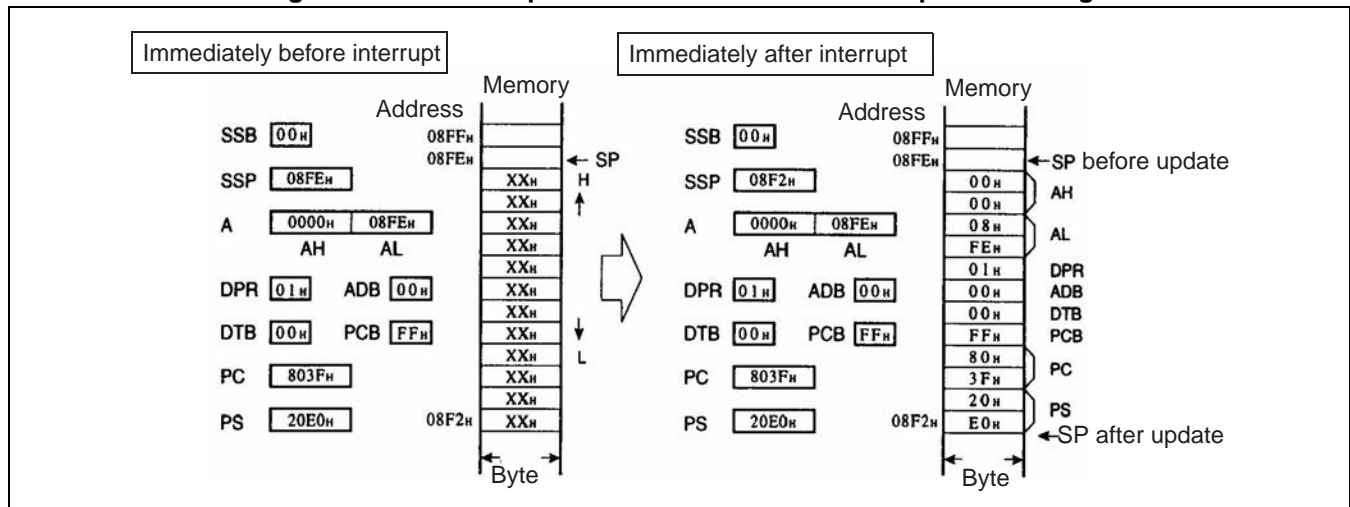 Immediately before interrupt
Memory
Address
SSB 00H 08FFH
08FEH SP
SSP 08FEH XXH H
XXH
A 0000H 08FEH XXH
AH AL XXH
XXH
DPR 01H ADB 00H XXH
XXH
DTB 00H PCB FFH XXH
XXH L
PC 803FH XXH
XXH
PS 20E0H 08F2H XXH
Byte
Immediately after interrupt
Memory
Address
SSB 00H 08FFH
08FEH SP before update
SSP 08F2H 00H AH
00H
A 0000H 08FEH 08H AL
AH AL FEH
01H DPR
DPR 01H ADB 00H 00H ADB
00H DTB
DTB 00H PCB FFH FFH PCB
80H PC
PC 803FH 3FH
20H PS
PS 20E0H 08F2H E0H
SP after update
Byte